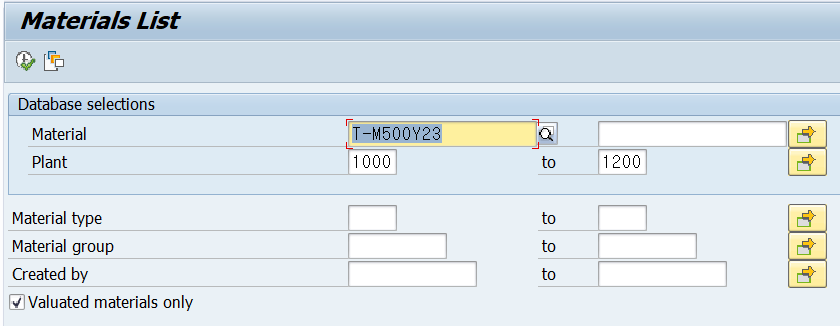 Materials List
Database selections
Material T-M500Y23
Plant 1000 to 1200
Material type to
Material group to
Created by to
Valuated materials only